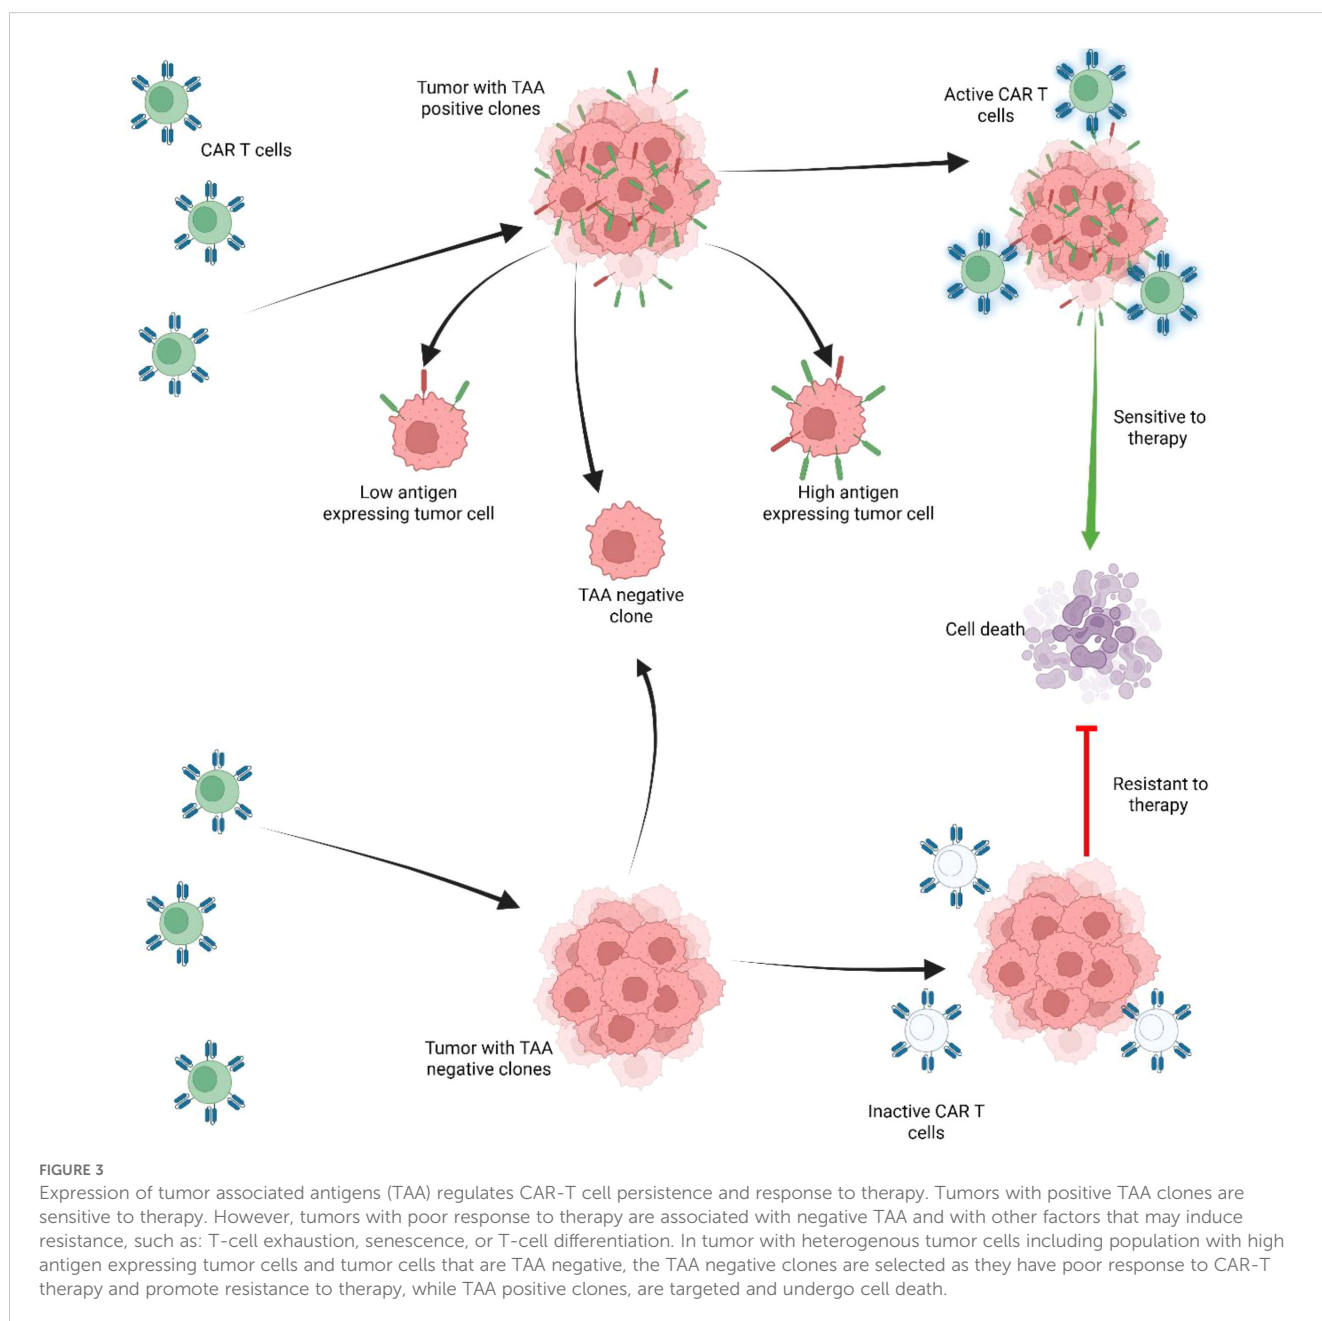 Tumor with TAA
positive clones
Active CAR T
cells
CAR T cells
Sensitive to
therapy
Low antigen
expressing tumor cell
High antigen
expressing tumor cell
TAA negative
clone
Cell death
Resistant to
therapy
Tumor with TAA
negative clones
Inactive CAR T
cells
FIGURE 3
Expression of tumor associated antigens (TAA) regulates CAR-T cell persistence and response to therapy. Tumors with positive TAA clones are
sensitive to therapy. However, tumors with poor response to therapy are associated with negative TAA and with other factors that may induce
resistance, such as: T-cell exhaustion, senescence, or T-cell differentiation. In tumor with heterogenous tumor cells including population with high
antigen expressing tumor cells and tumor cells that are TAA negative, the TAA negative clones are selected as they have poor response to CAR-T
therapy and promote resistance to therapy, while TAA positive clones, are targeted and undergo cell death.